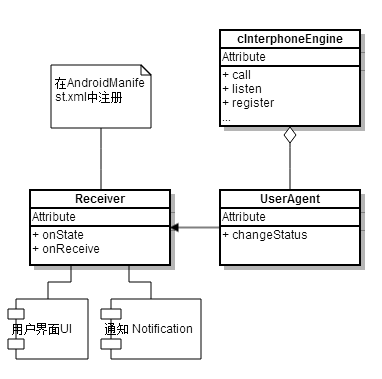 cInterphoneEngine
Attribute
+ call
+ listen
+ register
...
在AndroidManife
st.xml中注册
Receiver
Attribute
+ onState
+ onReceive
UserAgent
Attribute
+ changeStatus
用户界面UI
通知 Notification